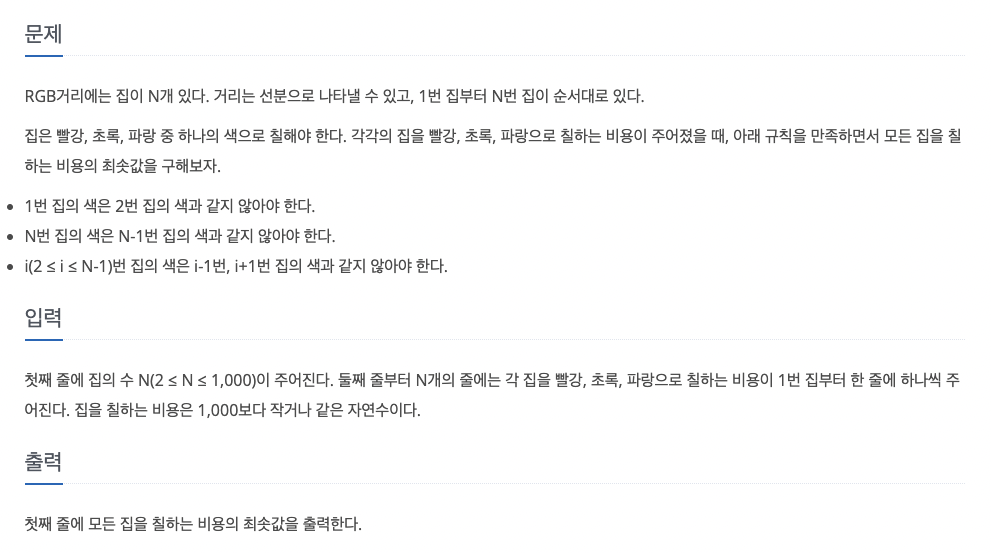 문제
RGB거리에는 집이 N개 있다. 거리는 선분으로 나타낼 수 있고, 1번 집부터 N번 집이 순서대로 있다.
집은 빨강, 초록, 파랑 중 하나의 색으로 칠해야 한다. 각각의 집을 빨강, 초록, 파랑으로 칠하는 비용이 주어졌을 때, 아래 규칙을 만족하면서 모든 집을 칠
하는 비용의 최솟값을 구해보자.
• 1번 집의 색은 2번 집의 색과 같지 않아야 한다.
• N번 집의 색은 N-1번 집의 색과 같지 않아야 한다.
• i(2 ≤ i ≤ N-1)번 집의 색은 i-1번, i+1번 집의 색과 같지 않아야 한다.
입력
첫째 줄에 집의 수 N(2 ≤ N ≤ 1,000)이 주어진다. 둘째 줄부터 N개의 줄에는 각 집을 빨강, 초록, 파랑으로 칠하는 비용이 1번 집부터 한 줄에 하나씩 주
어진다. 집을 칠하는 비용은 1,000보다 작거나 같은 자연수이다.
출력
첫째 줄에 모든 집을 칠하는 비용의 최솟값을 출력한다.